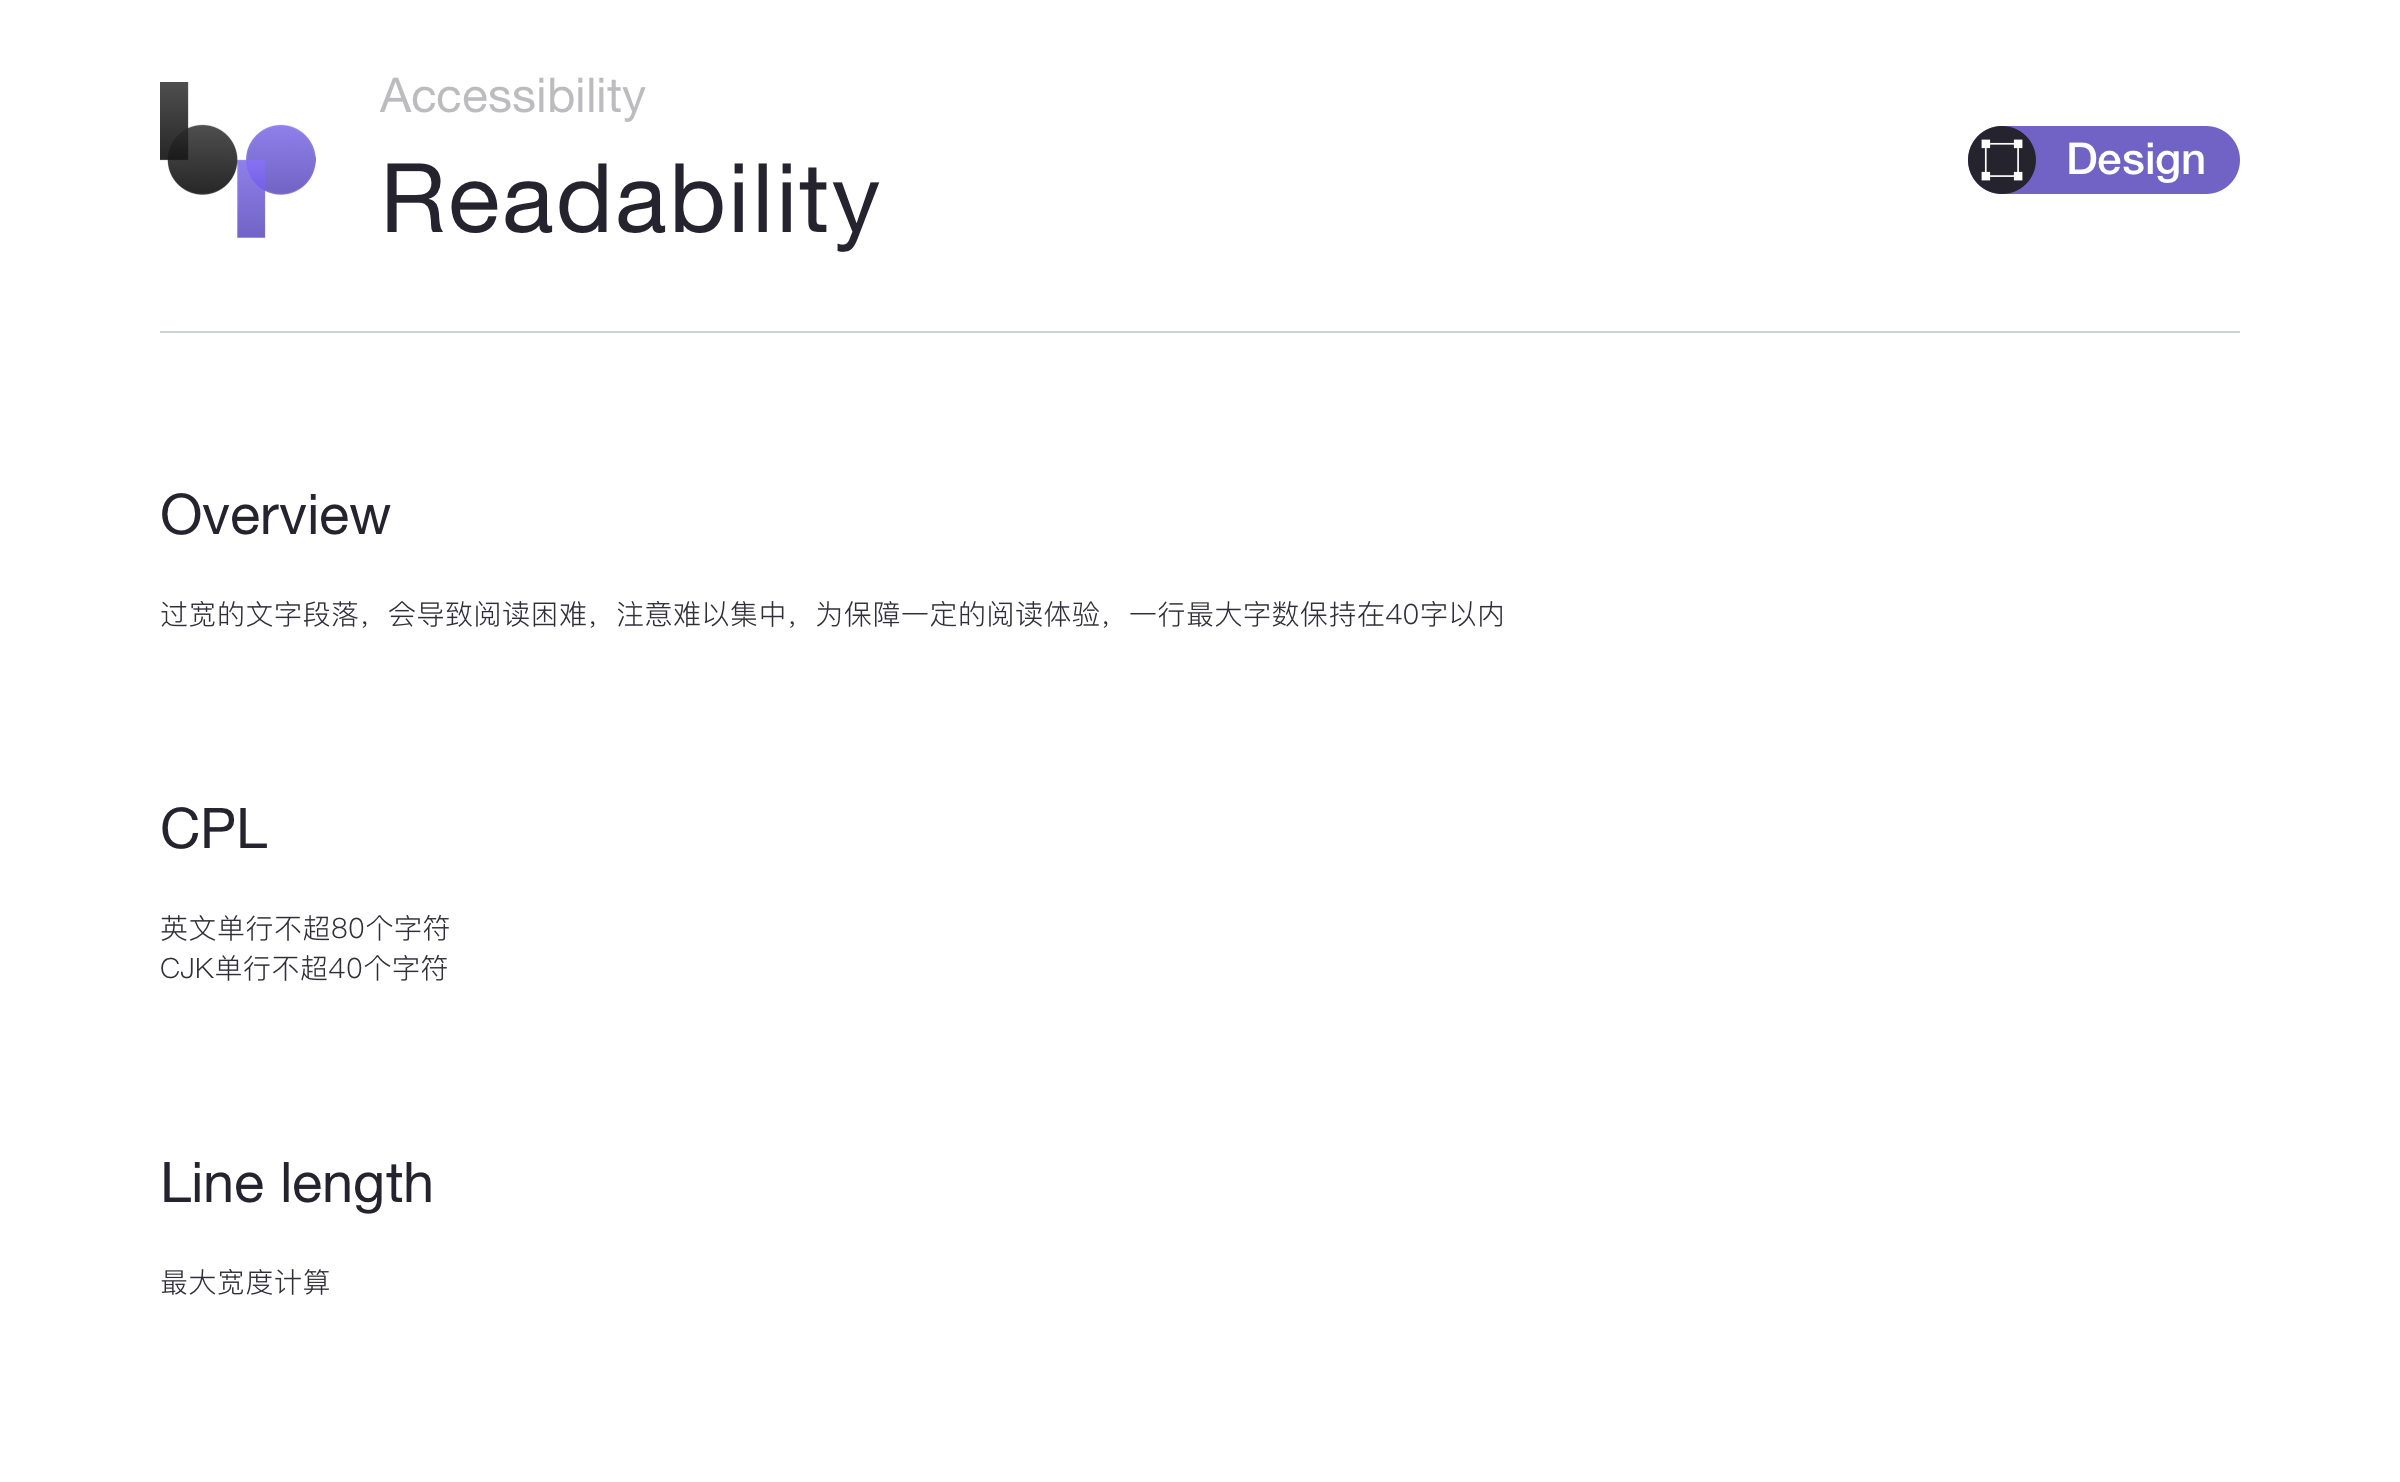 Accessibility
Readability
Design
Overview
过宽的文字段落，会导致阅读困难，注意难以集中，为保障一定的阅读体验，一行最大字数保持在40字以内
CPL
英文单行不超80个字符
CJK单行不超40个字符
Line length
最大宽度计算